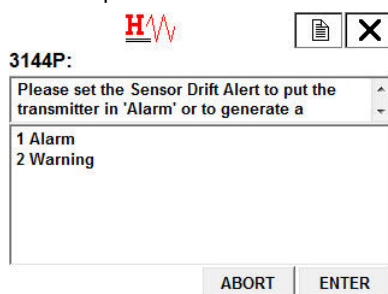 H
3144P:
Please set the Sensor Drift Alert to put the
transmitter in 'Alarm' or to generate a
1 Alarm
2 Warning
ABORT ENTER